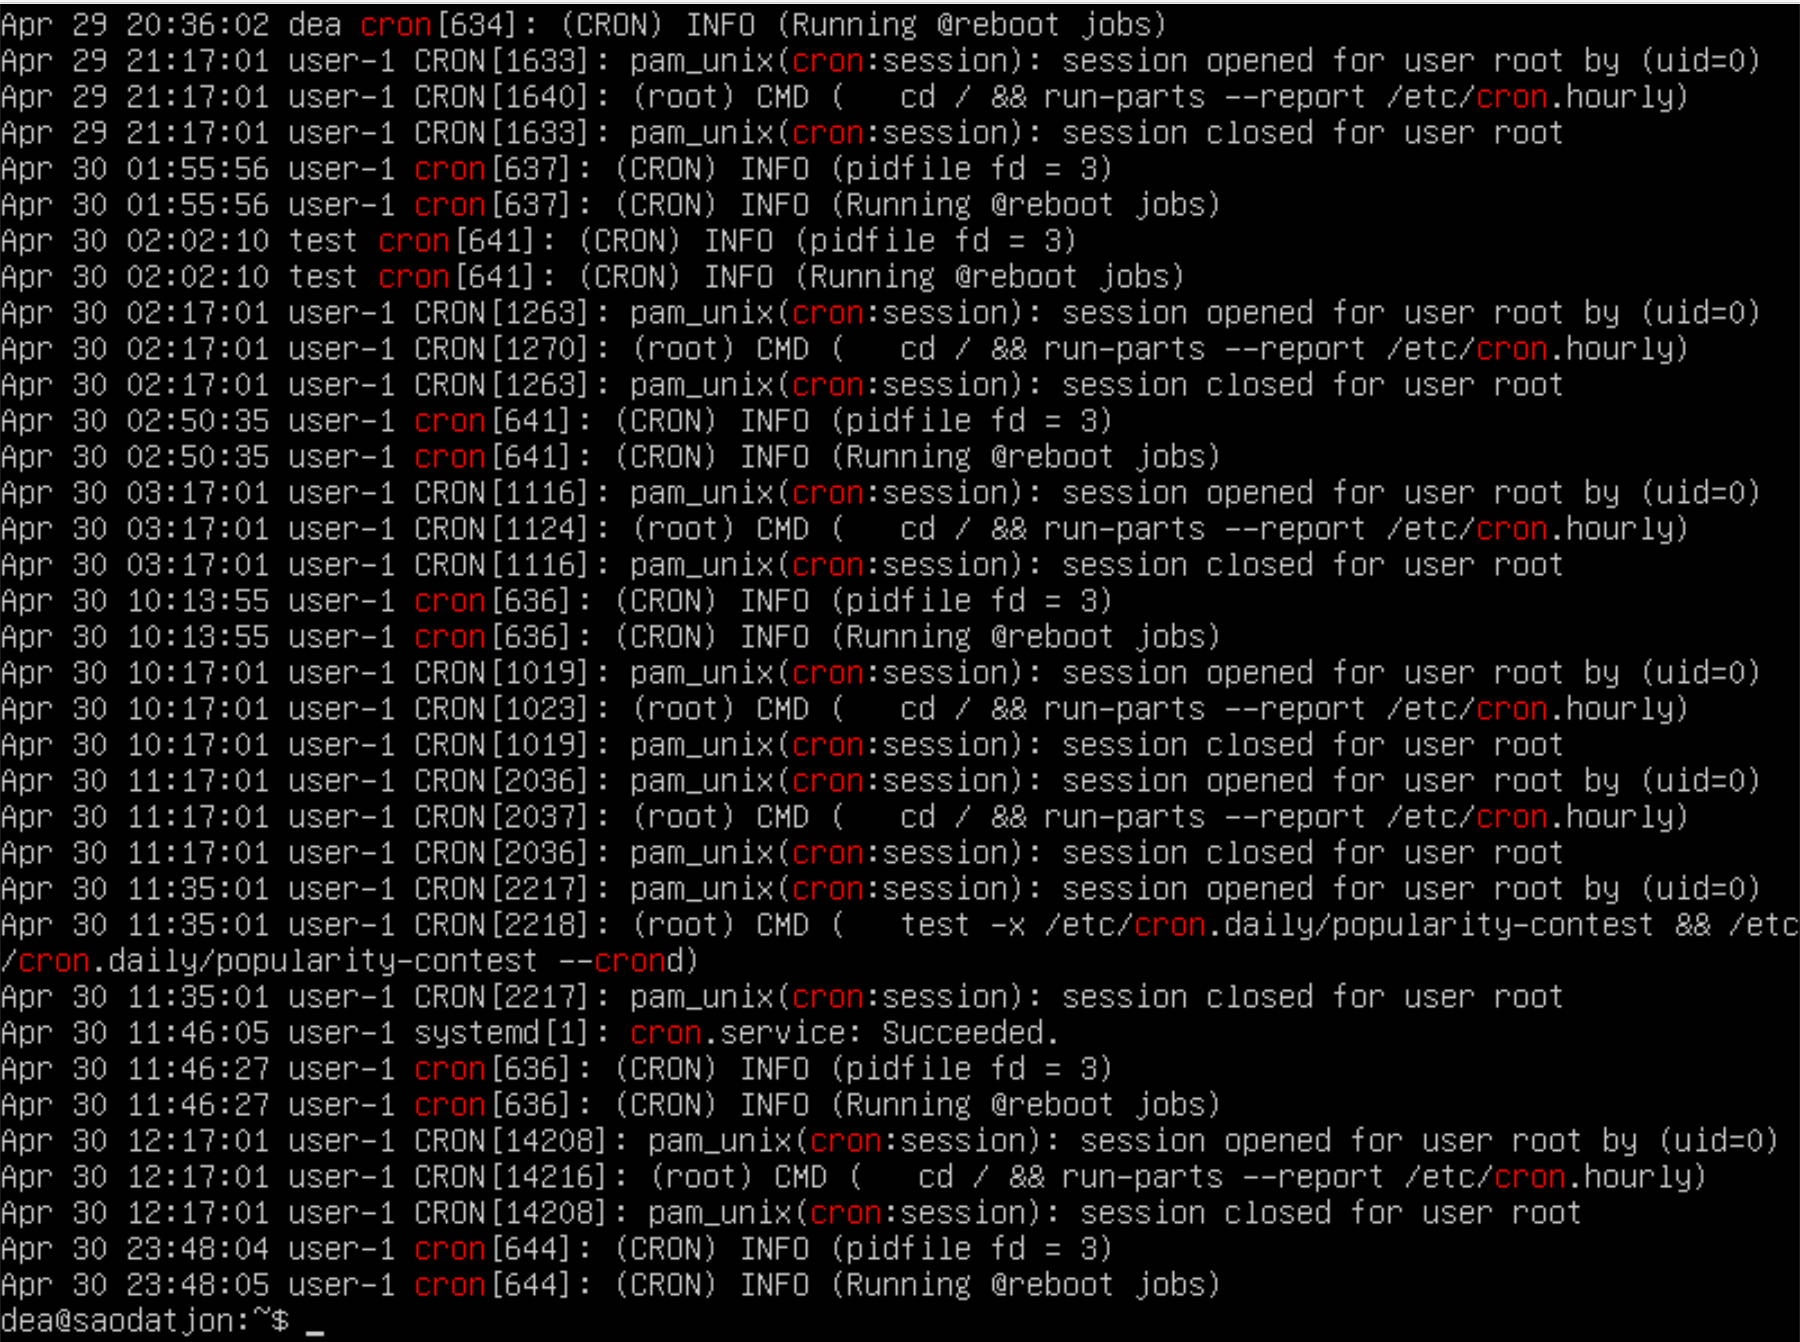 Apr 29 20:36:02 dea cron[634]: (CRON) INFO (Running @reboot jobs)
Apr 29 21:17:01 user-1 CRON[1633]: pam_unix(cron:session): session opened for user root by (uid=0)
Apr 29 21:17:01 user-1 CRON[1640]: (root) CMD (   cd / && run-parts --report /etc/cron.hourly)
Apr 29 21:17:01 user-1 CRON[1633]: pam_unix(cron:session): session closed for user root
Apr 30 01:55:56 user-1 cron[637]: (CRON) INFO (pidfile fd = 3)
Apr 30 01:55:56 user-1 cron[637]: (CRON) INFO (Running @reboot jobs)
Apr 30 02:02:10 test cron[641]: (CRON) INFO (pidfile fd = 3)
Apr 30 02:02:10 test cron[641]: (CRON) INFO (Running @reboot jobs)
Apr 30 02:17:01 user-1 CRON[1263]: pam_unix(cron:session): session opened for user root by (uid=0)
Apr 30 02:17:01 user-1 CRON[1270]: (root) CMD (   cd / && run-parts --report /etc/cron.hourly)
Apr 30 02:17:01 user-1 CRON[1263]: pam_unix(cron:session): session closed for user root
Apr 30 02:50:35 user-1 cron[641]: (CRON) INFO (pidfile fd = 3)
Apr 30 02:50:35 user-1 cron[641]: (CRON) INFO (Running @reboot jobs)
Apr 30 03:17:01 user-1 CRON[1116]: pam_unix(cron:session): session opened for user root by (uid=0)
Apr 30 03:17:01 user-1 CRON[1124]: (root) CMD (   cd / && run-parts --report /etc/cron.hourly)
Apr 30 03:17:01 user-1 CRON[1116]: pam_unix(cron:session): session closed for user root
Apr 30 10:13:55 user-1 cron[636]: (CRON) INFO (pidfile fd = 3)
Apr 30 10:13:55 user-1 cron[636]: (CRON) INFO (Running @reboot jobs)
Apr 30 10:17:01 user-1 CRON[1019]: pam_unix(cron:session): session opened for user root by (uid=0)
Apr 30 10:17:01 user-1 CRON[1023]: (root) CMD (   cd / && run-parts --report /etc/cron.hourly)
Apr 30 10:17:01 user-1 CRON[1019]: pam_unix(cron:session): session closed for user root
Apr 30 11:17:01 user-1 CRON[2036]: pam_unix(cron:session): session opened for user root by (uid=0)
Apr 30 11:17:01 user-1 CRON[2037]: (root) CMD (   cd / && run-parts --report /etc/cron.hourly)
Apr 30 11:17:01 user-1 CRON[2036]: pam_unix(cron:session): session closed for user root
Apr 30 11:35:01 user-1 CRON[2217]: pam_unix(cron:session): session opened for user root by (uid=0)
Apr 30 11:35:01 user-1 CRON[2218]: (root) CMD (   test -x /etc/cron.daily/popularity-contest && /etc
/cron.daily/popularity-contest --crond)
Apr 30 11:35:01 user-1 CRON[2217]: pam_unix(cron:session): session closed for user root
Apr 30 11:46:05 user-1 systemd[1]: cron.service: Succeeded.
Apr 30 11:46:27 user-1 cron[636]: (CRON) INFO (pidfile fd = 3)
Apr 30 11:46:27 user-1 cron[636]: (CRON) INFO (Running @reboot jobs)
Apr 30 12:17:01 user-1 CRON[14208]: pam_unix(cron:session): session opened for user root by (uid=0)
Apr 30 12:17:01 user-1 CRON[14216]: (root) CMD (   cd / && run-parts --report /etc/cron.hourly)
Apr 30 12:17:01 user-1 CRON[14208]: pam_unix(cron:session): session closed for user root
Apr 30 23:48:04 user-1 cron[644]: (CRON) INFO (pidfile fd = 3)
Apr 30 23:48:05 user-1 cron[644]: (CRON) INFO (Running @reboot jobs)
dea@saodatjon:~$ _